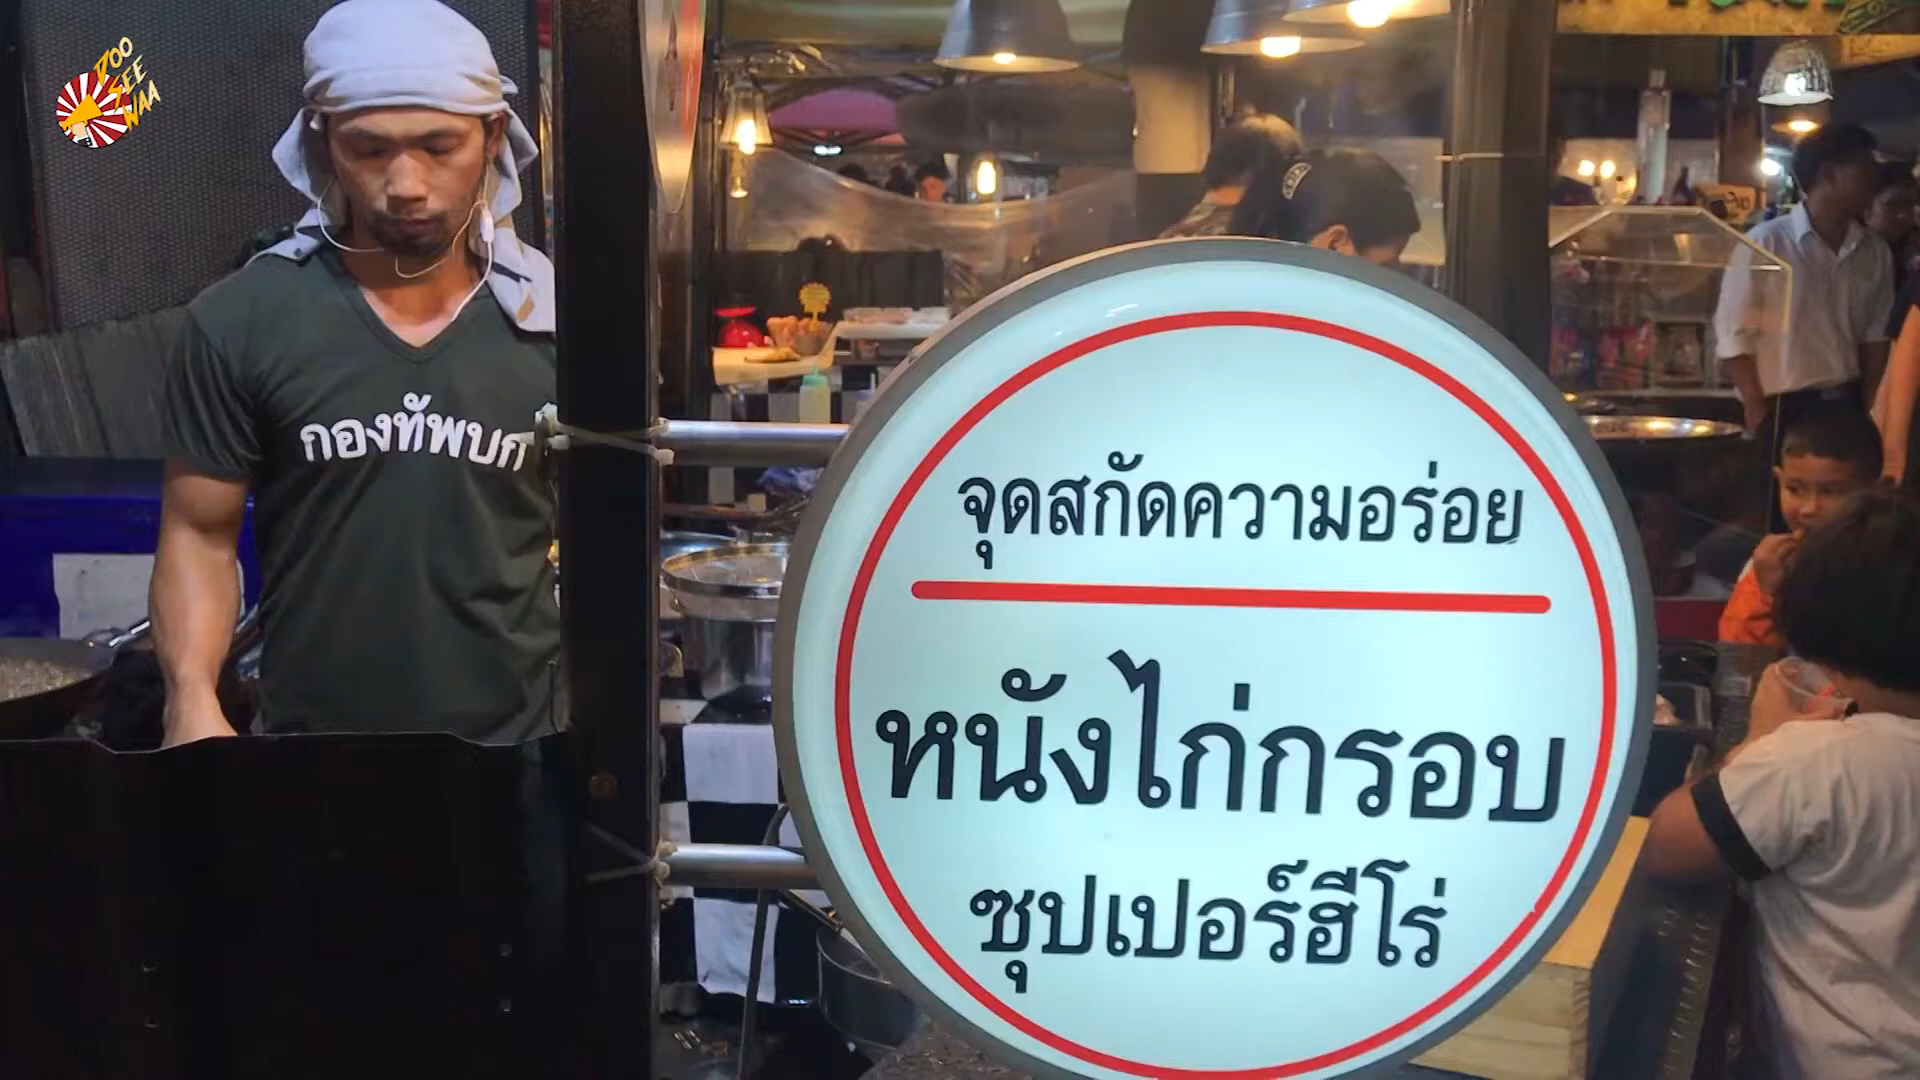 DOO
SEE
WAA
กองทัพบก
จุดสกัดความอร่อย
หนังไก่กรอบ
ซุปเปอร์ฮีโร่